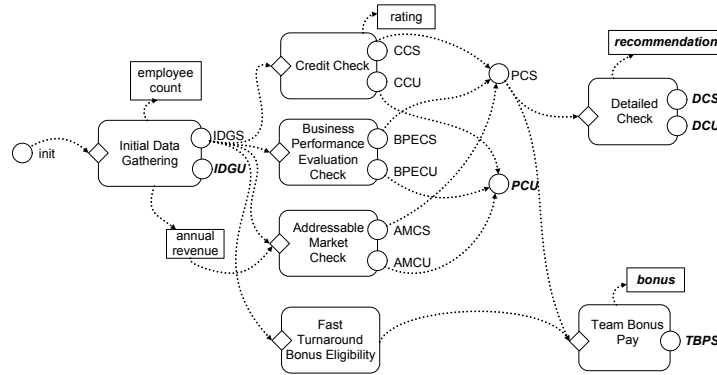 rating
CCS
Credit Check
CCU
recommendation
employee
count
PCS
DCS
Detailed
Check
DCU
IDGS
Initial Data
Gathering
init
IDGU
Business
Performance
Evaluation
Check
BPECS
BPECU
PCU
annual
revenue
Addressable
Market
Check
AMCS
AMCU
bonus
Fast
Turnaround
Bonus Eligibility
Team Bonus
Pay
TBPS